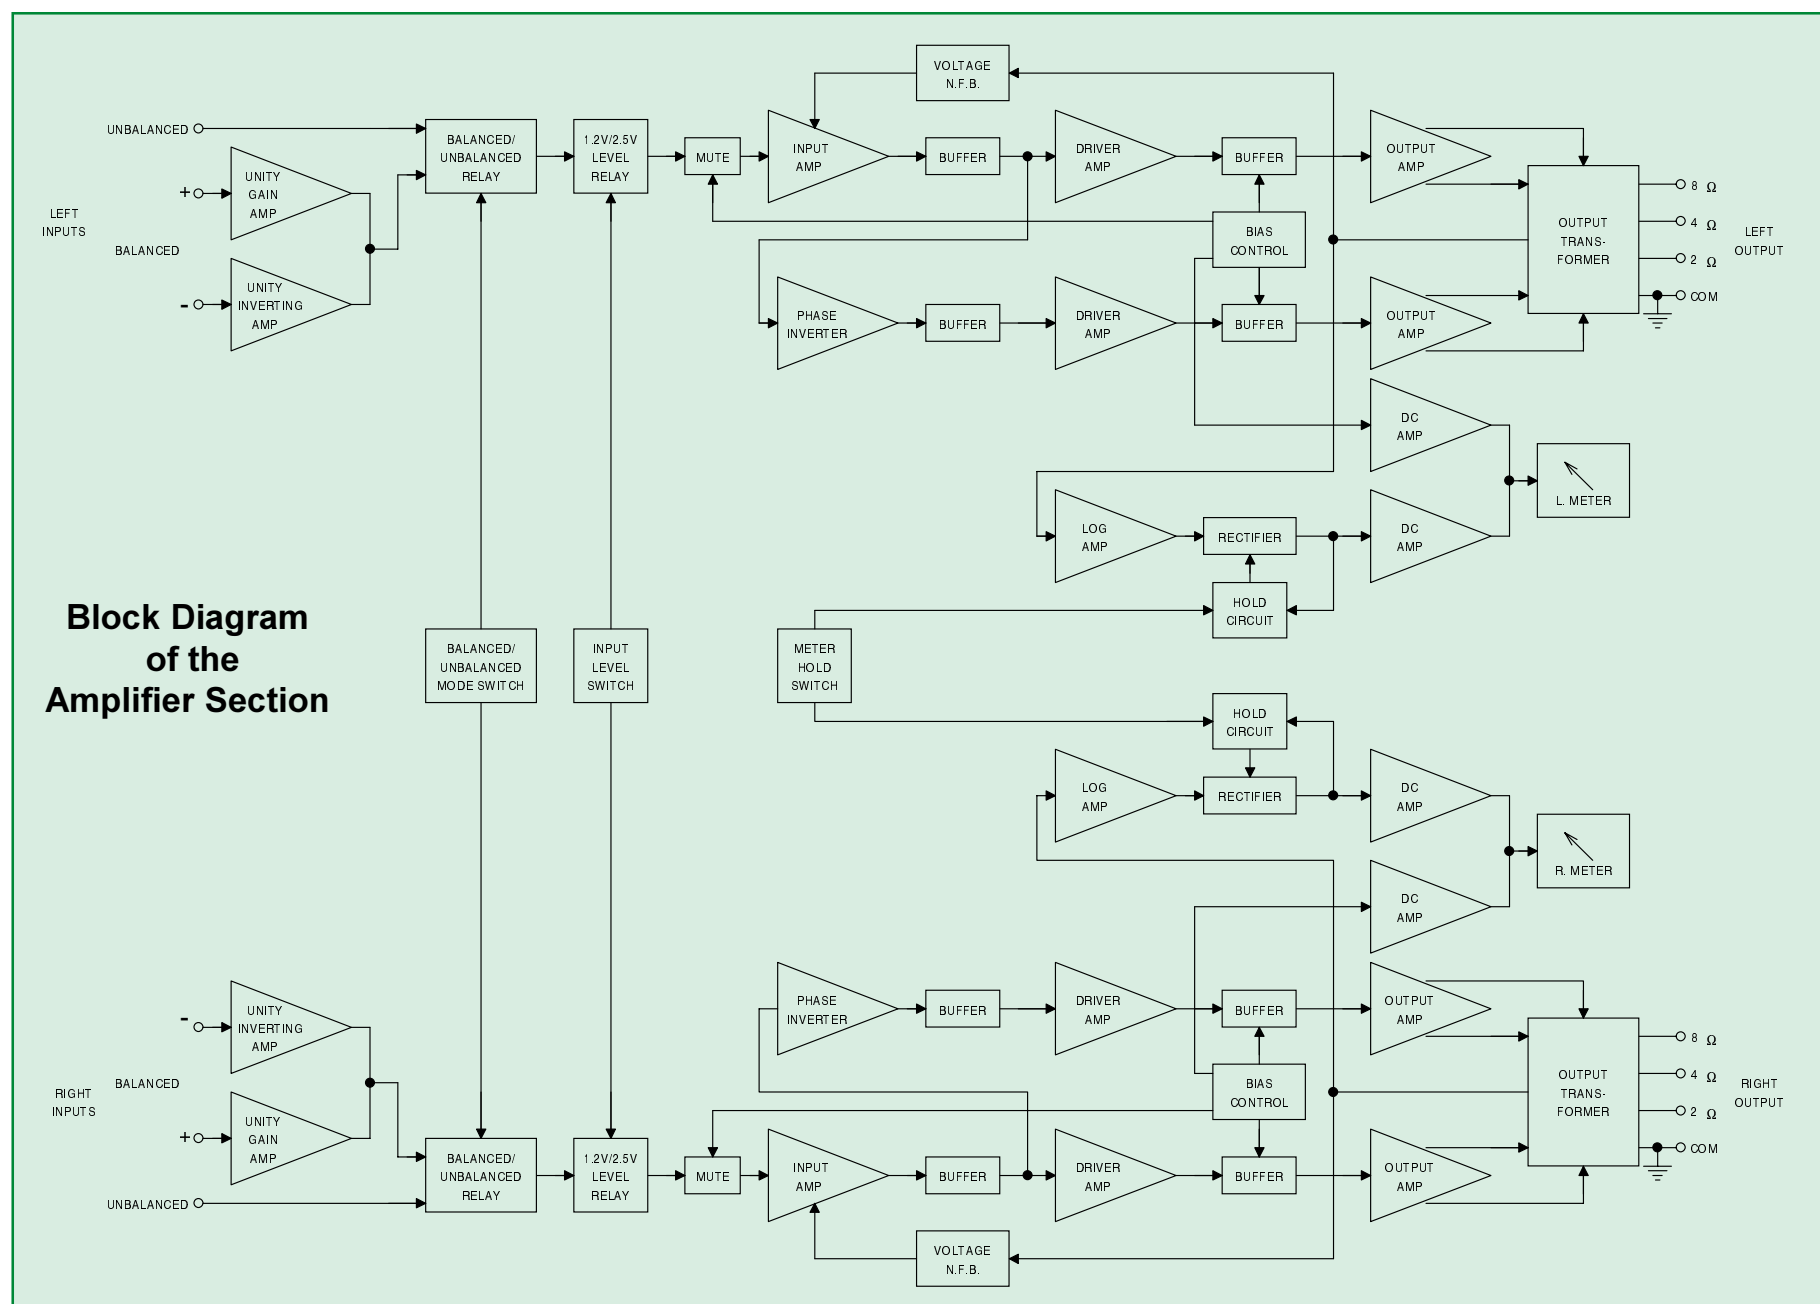 VOLTAGE
N.F.B.
UNBALANCED
BALANCED/
UNBALANCED
RELAY
1.2V/2.5V
LEVEL
RELAY
MUTE
INPUT
AMP
BUFFER
DRIVER
AMP
BUFFER
OUTPUT
AMP
+
UNITY
GAIN
AMP
LEFT
INPUTS
BALANCED
-
UNITY
INVERTING
AMP
BIAS
CONTROL
OUTPUT
TRANS-
FORMER
8 Ω
4 Ω
2 Ω
COM
LEFT
OUTPUT
PHASE
INVERTER
BUFFER
DRIVER
AMP
BUFFER
OUTPUT
AMP
DC
AMP
L. METER
LOG
AMP
RECTIFIER
DC
AMP
HOLD
CIRCUIT
Block Diagram
of the
Amplifier Section
BALANCED/
UNBALANCED
MODE SWITCH
INPUT
LEVEL
SWITCH
METER
HOLD
SWITCH
HOLD
CIRCUIT
LOG
AMP
RECTIFIER
DC
AMP
R. METER
DC
AMP
PHASE
INVERTER
BUFFER
DRIVER
AMP
BUFFER
OUTPUT
AMP
-
UNITY
INVERTING
AMP
RIGHT
INPUTS
BALANCED
+
UNITY
GAIN
AMP
BIAS
CONTROL
OUTPUT
TRANS-
FORMER
8 Ω
4 Ω
2 Ω
COM
RIGHT
OUTPUT
UNBALANCED
BALANCED/
UNBALANCED
RELAY
1.2V/2.5V
LEVEL
RELAY
MUTE
INPUT
AMP
BUFFER
DRIVER
AMP
BUFFER
OUTPUT
AMP
VOLTAGE
N.F.B.